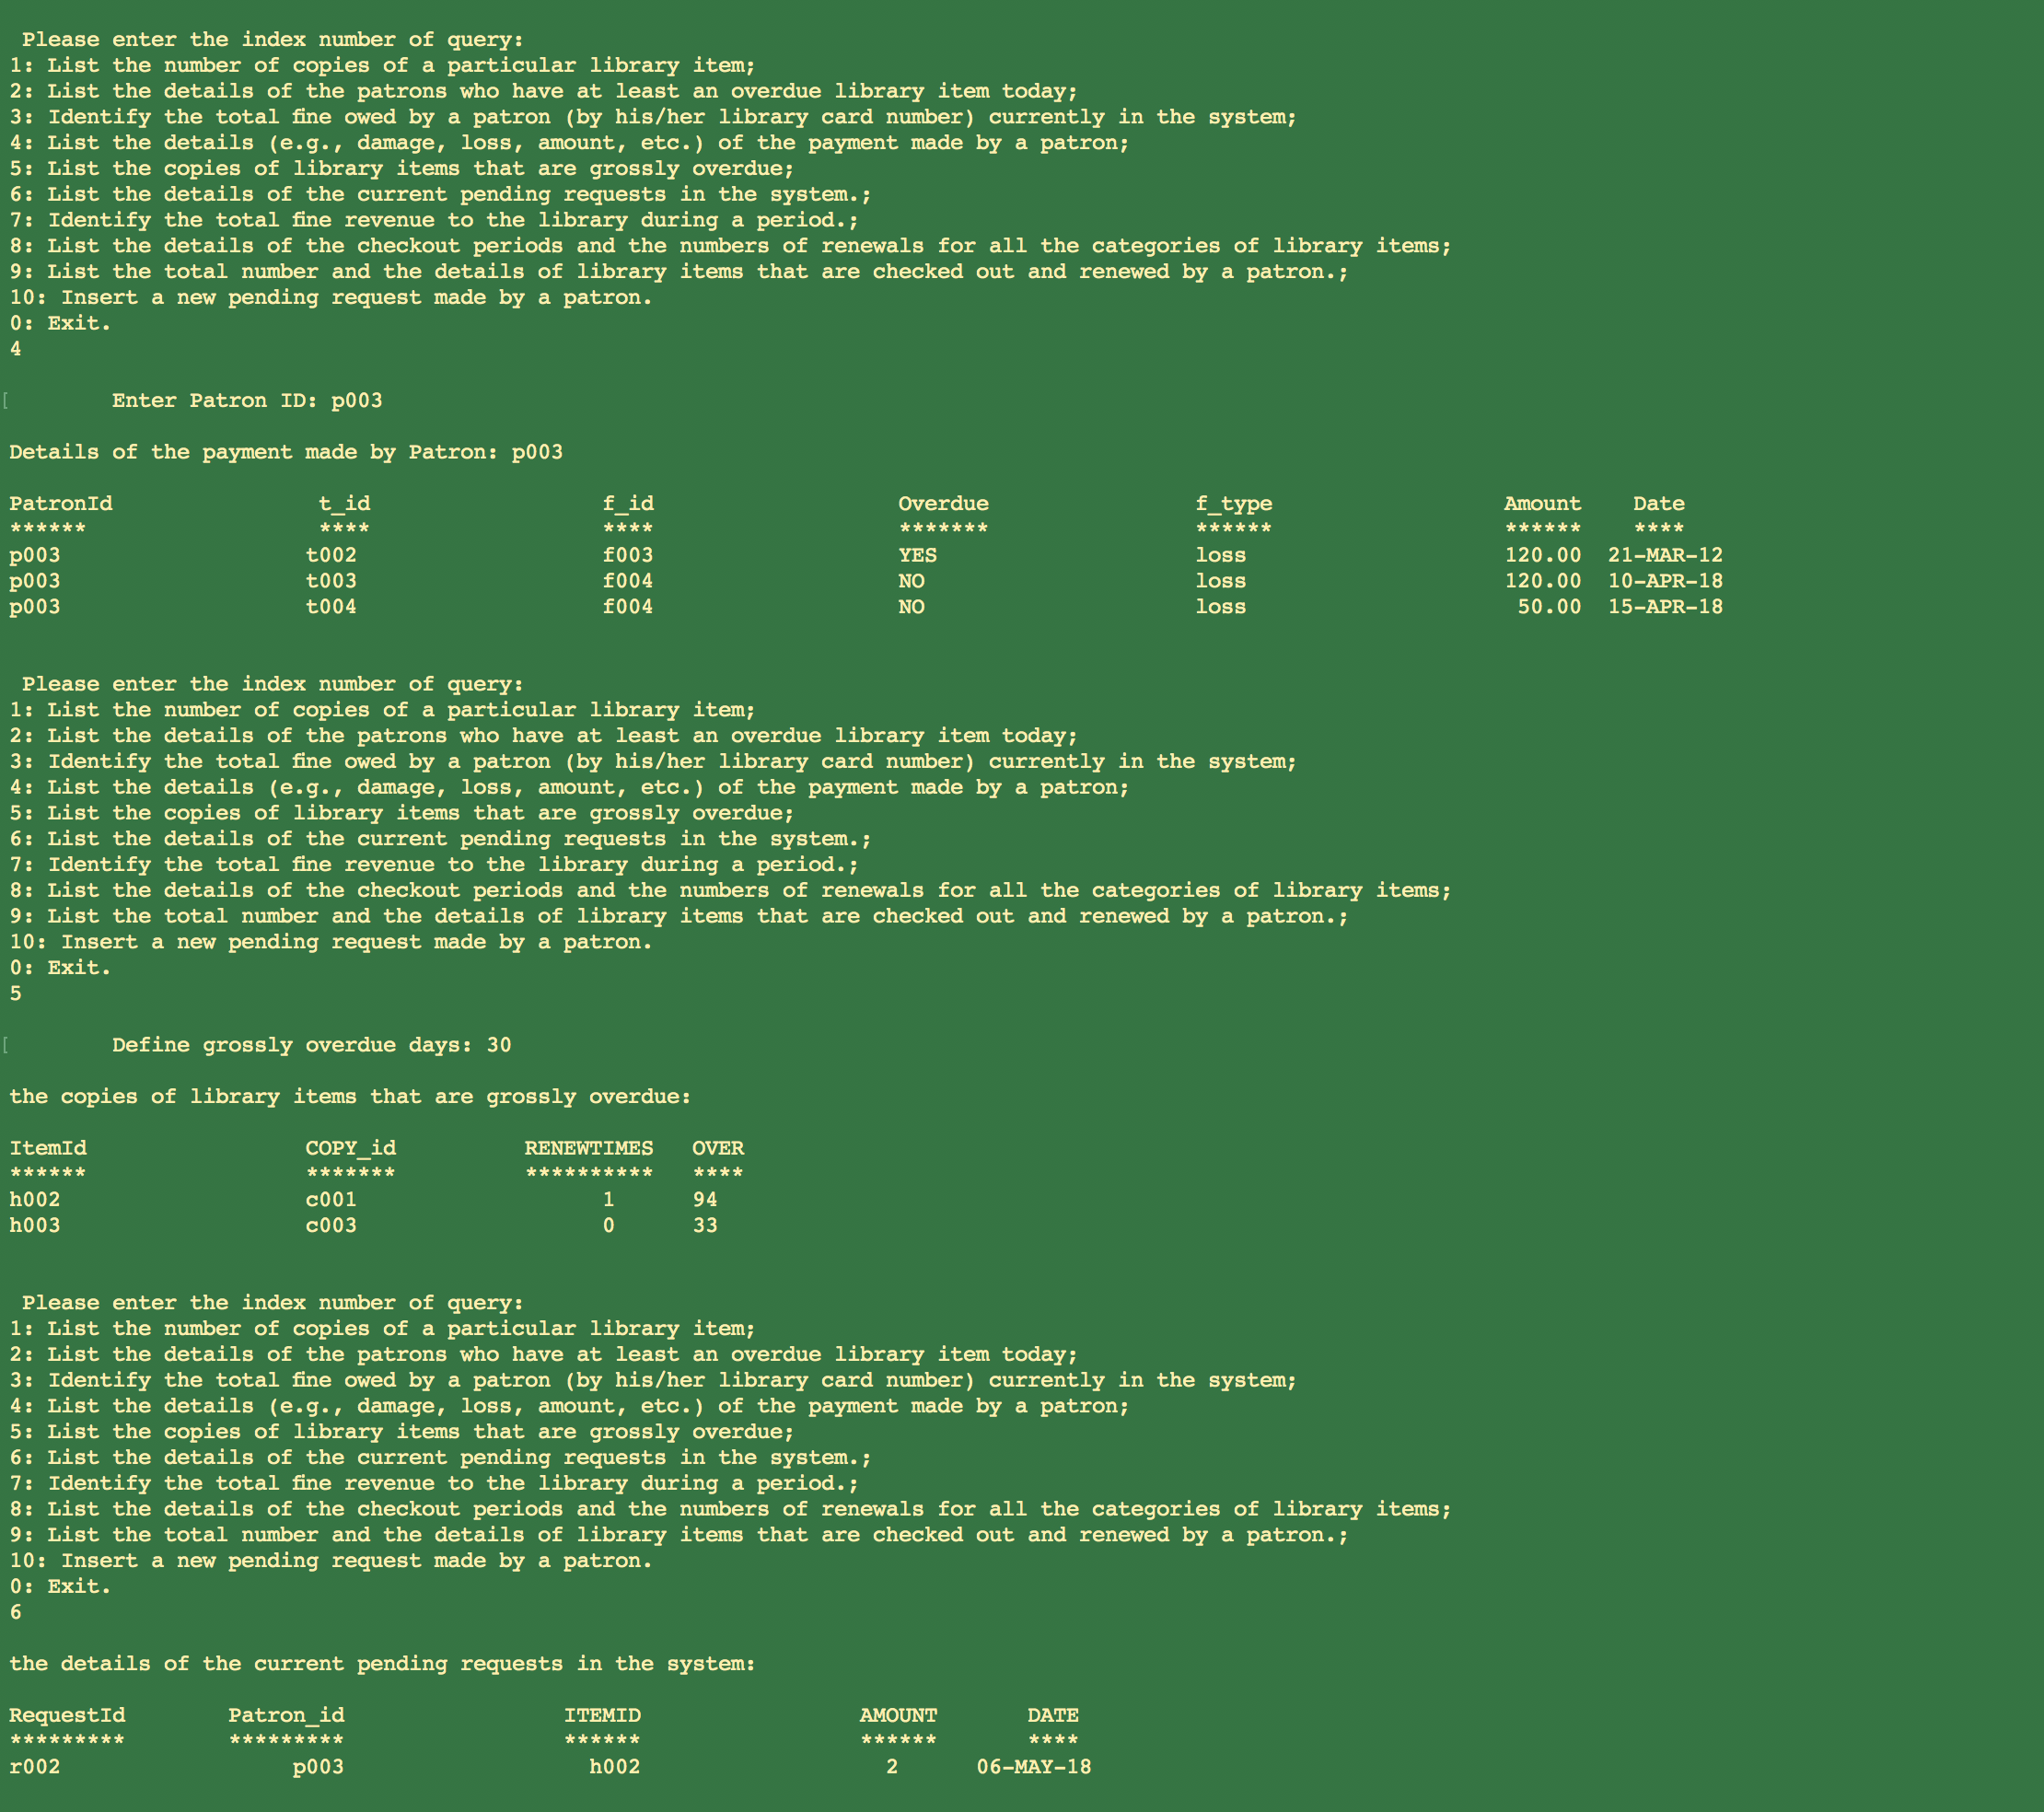 Please enter the index number of query:
1: List the number of copies of a particular library item;
2: List the details of the patrons who have at least an overdue library item today;
3: Identify the total fine owed by a patron (by his/her library card number) currently in the system;
4: List the details (e.g., damage, loss, amount, etc.) of the payment made by a patron;
5: List the copies of library items that are grossly overdue;
6: List the details of the current pending requests in the system.;
7: Identify the total fine revenue to the library during a period.;
8: List the details of the checkout periods and the numbers of renewals for all the categories of library items;
9: List the total number and the details of library items that are checked out and renewed by a patron.;
10: Insert a new pending request made by a patron.
0: Exit.
4
[ Enter Patron ID: p003
Details of the payment made by Patron: p003
PatronId t_id f_id Overdue f_type Amount Date
****** **** **** ******* ****** ****** ****
p003 t002 f003 YES loss 120.00 21-MAR-12
p003 t003 f004 NO loss 120.00 10-APR-18
p003 t004 f004 NO loss 50.00 15-APR-18
Please enter the index number of query:
1: List the number of copies of a particular library item;
2: List the details of the patrons who have at least an overdue library item today;
3: Identify the total fine owed by a patron (by his/her library card number) currently in the system;
4: List the details (e.g., damage, loss, amount, etc.) of the payment made by a patron;
5: List the copies of library items that are grossly overdue;
6: List the details of the current pending requests in the system.;
7: Identify the total fine revenue to the library during a period.;
8: List the details of the checkout periods and the numbers of renewals for all the categories of library items;
9: List the total number and the details of library items that are checked out and renewed by a patron.;
10: Insert a new pending request made by a patron.
0: Exit.
5
[ Define grossly overdue days: 30
the copies of library items that are grossly overdue:
ItemId COPY_id RENEWTIMES OVER
****** ******* ********** ****
h002 c001 1 94
h003 c003 0 33
Please enter the index number of query:
1: List the number of copies of a particular library item;
2: List the details of the patrons who have at least an overdue library item today;
3: Identify the total fine owed by a patron (by his/her library card number) currently in the system;
4: List the details (e.g., damage, loss, amount, etc.) of the payment made by a patron;
5: List the copies of library items that are grossly overdue;
6: List the details of the current pending requests in the system.;
7: Identify the total fine revenue to the library during a period.;
8: List the details of the checkout periods and the numbers of renewals for all the categories of library items;
9: List the total number and the details of library items that are checked out and renewed by a patron.;
10: Insert a new pending request made by a patron.
0: Exit.
6
the details of the current pending requests in the system:
RequestId Patron_id ITEMID AMOUNT DATE
********* ********* ****** ****** ****
r002 p003 h002 2 06-MAY-18